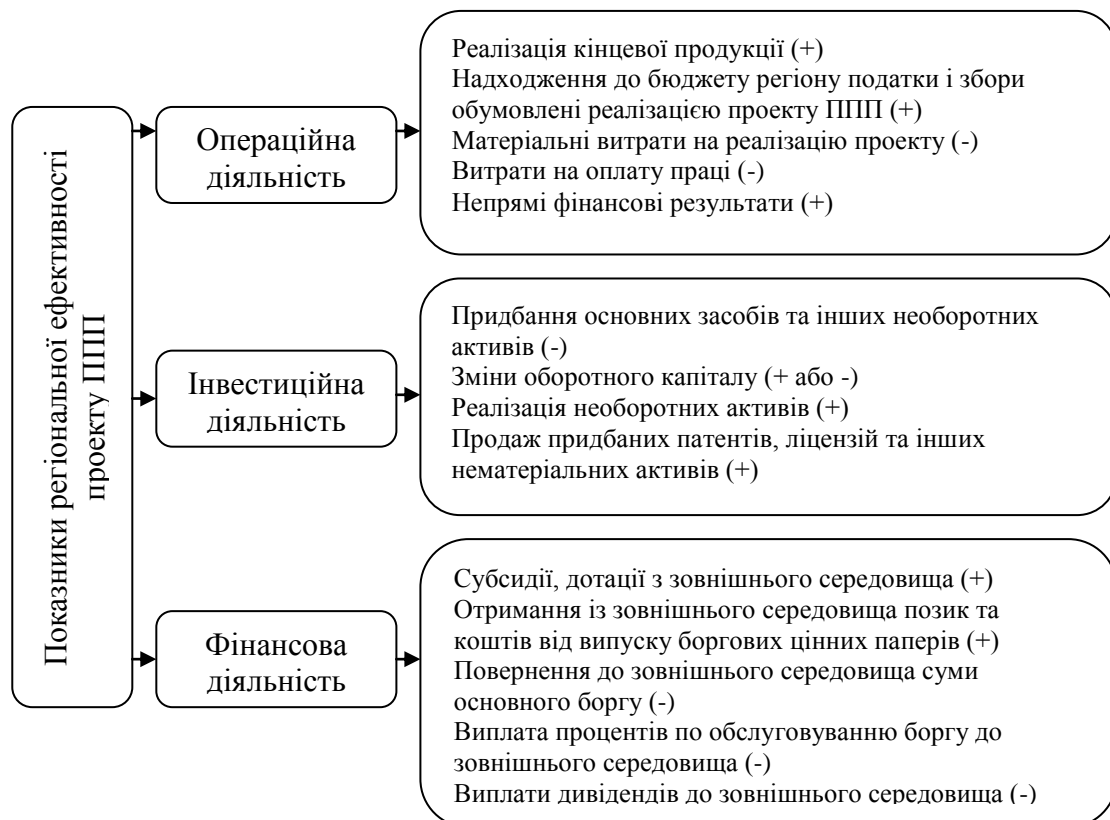 Показники регіональної ефективності
проекту ППП
Операційна
діяльність
Реалізація кінцевої продукції (+)
Надходження до бюджету регіону податки і збори
обумовлені реалізацією проекту ППП (+)
Матеріальні витрати на реалізацію проекту (-)
Витрати на оплату праці (-)
Непрямі фінансові результати (+)
Інвестиційна
діяльність
Придбання основних засобів та інших необоротних
активів (-)
Зміни оборотного капіталу (+ або -)
Реалізація необоротних активів (+)
Продаж придбаних патентів, ліцензій та інших
нематеріальних активів (+)
Фінансова
діяльність
Субсидії, дотації з зовнішнього середовища (+)
Отримання із зовнішнього середовища позик та
коштів від випуску боргових цінних паперів (+)
Повернення до зовнішнього середовища суми
основного боргу (-)
Виплата процентів по обслуговуванню боргу до
зовнішнього середовища (-)
Виплати дивідендів до зовнішнього середовища (-)